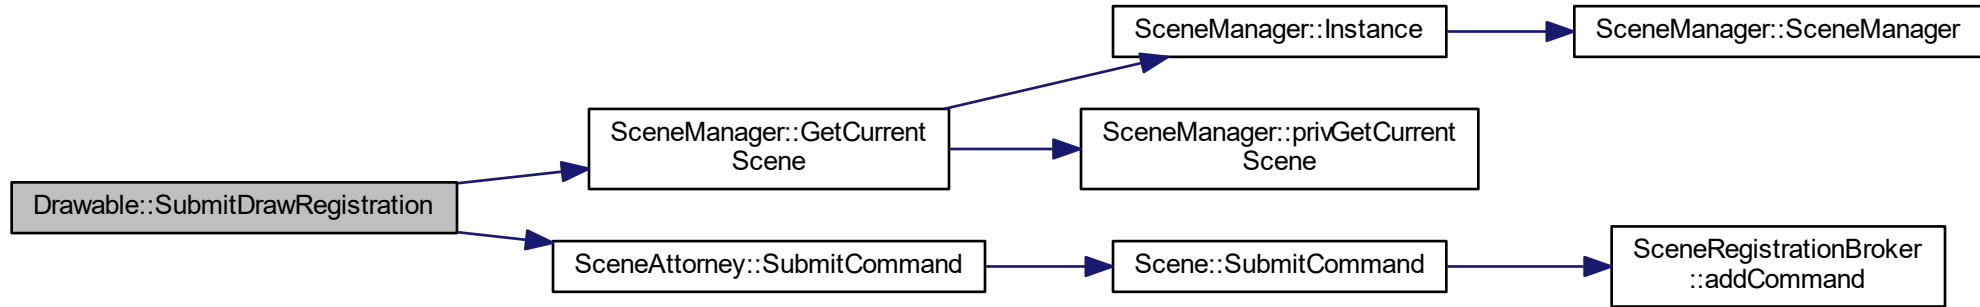 SceneManager::Instance
SceneManager::SceneManager
SceneManager::GetCurrent
Scene
SceneManager::privGetCurrent
Scene
Drawable::SubmitDrawRegistration
SceneAttorney::SubmitCommand
Scene::SubmitCommand
SceneRegistrationBroker
::addCommand